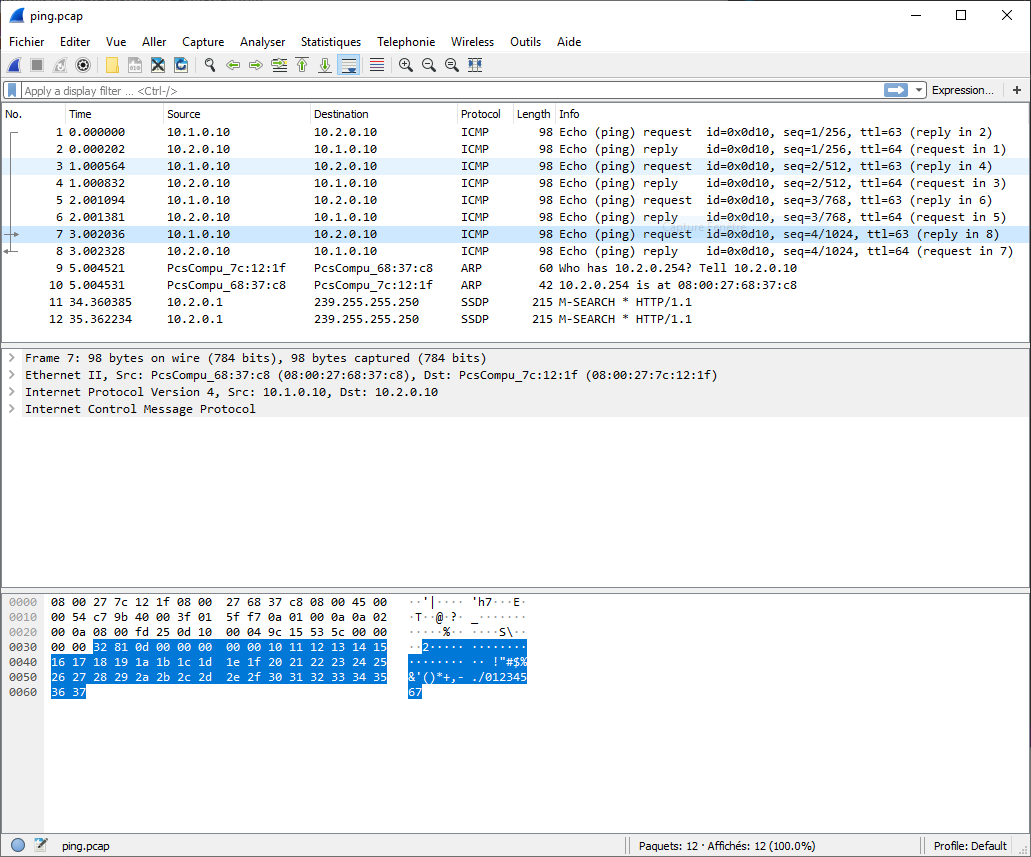 ping.pcap
Fichier Editer Vue Aller Capture Analyser Statistiques Telephonie Wireless Outils Aide
Apply a display filter ... <Ctrl-/> Expression... +
No. Time Source Destination Protocol Length Info
1 0.000000 10.1.0.10 10.2.0.10 ICMP 98 Echo (ping) request id=0x0d10, seq=1/256, ttl=63 (reply in 2)
2 0.000202 10.2.0.10 10.1.0.10 ICMP 98 Echo (ping) reply id=0x0d10, seq=1/256, ttl=64 (request in 1)
3 1.000564 10.1.0.10 10.2.0.10 ICMP 98 Echo (ping) request id=0x0d10, seq=2/512, ttl=63 (reply in 4)
4 1.000832 10.2.0.10 10.1.0.10 ICMP 98 Echo (ping) reply id=0x0d10, seq=2/512, ttl=64 (request in 3)
5 2.001094 10.1.0.10 10.2.0.10 ICMP 98 Echo (ping) request id=0x0d10, seq=3/768, ttl=63 (reply in 6)
6 2.001381 10.2.0.10 10.1.0.10 ICMP 98 Echo (ping) reply id=0x0d10, seq=3/768, ttl=64 (request in 5)
7 3.002036 10.1.0.10 10.2.0.10 ICMP 98 Echo (ping) request id=0x0d10, seq=4/1024, ttl=63 (reply in 8)
8 3.002328 10.2.0.10 10.1.0.10 ICMP 98 Echo (ping) reply id=0x0d10, seq=4/1024, ttl=64 (request in 7)
9 5.004521 PcsCompu_7c:12:1f PcsCompu_68:37:c8 ARP 60 Who has 10.2.0.254? Tell 10.2.0.10
10 5.004531 PcsCompu_68:37:c8 PcsCompu_7c:12:1f ARP 42 10.2.0.254 is at 08:00:27:68:37:c8
11 34.360385 10.2.0.1 239.255.255.250 SSDP 215 M-SEARCH * HTTP/1.1
12 35.362234 10.2.0.1 239.255.255.250 SSDP 215 M-SEARCH * HTTP/1.1
Frame 7: 98 bytes on wire (784 bits), 98 bytes captured (784 bits)
Ethernet II, Src: PcsCompu_68:37:c8 (08:00:27:68:37:c8), Dst: PcsCompu_7c:12:1f (08:00:27:7c:12:1f)
Internet Protocol Version 4, Src: 10.1.0.10, Dst: 10.2.0.10
Internet Control Message Protocol
0000 08 00 27 7c 12 1f 08 00 27 68 37 c8 08 00 45 00 ··'|···· 'h7···E·
0010 00 54 c7 9b 40 00 3f 01 5f f7 0a 01 00 0a 0a 02 ·T··@·?· _·······
0020 00 0a 08 00 fd 25 0d 10 00 04 9c 15 53 5c 00 00 ·····%·· ····S\··
0030 00 00 32 81 0d 00 00 00 00 00 10 11 12 13 14 15 ··2····· ········
0040 16 17 18 19 1a 1b 1c 1d 1e 1f 20 21 22 23 24 25 ········ ·· !"#$%
0050 26 27 28 29 2a 2b 2c 2d 2e 2f 30 31 32 33 34 35 &'()*+,- ./012345
0060 36 37 67
ping.pcap Paquets: 12 · Affichés: 12 (100.0%) Profile: Default